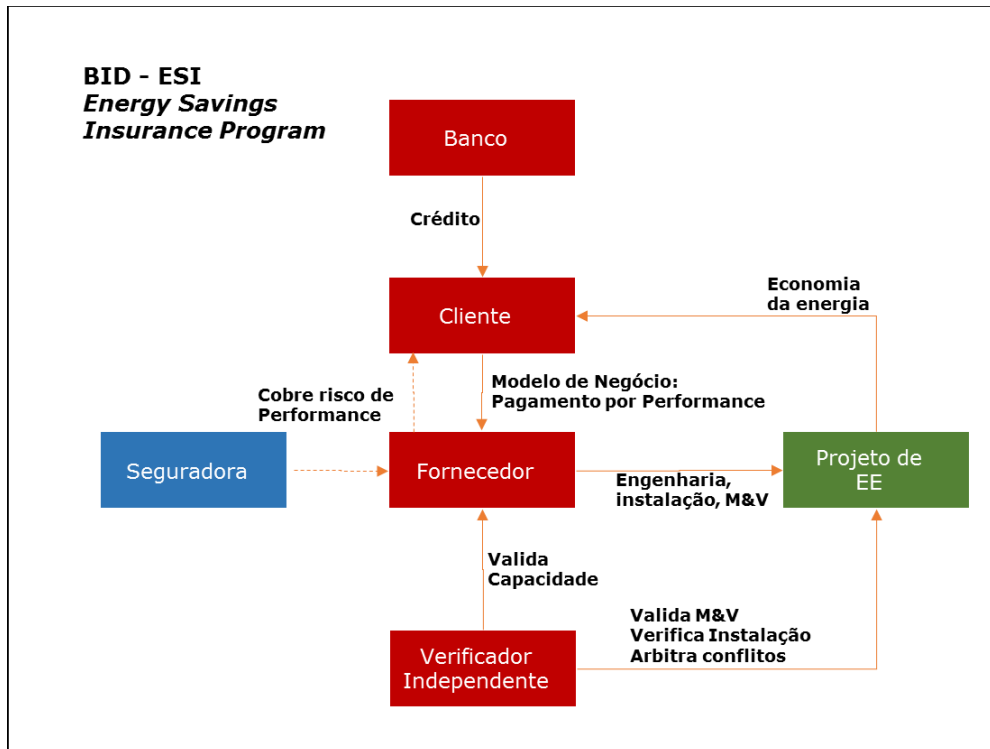 BID - ESI
Energy Savings
Insurance Program
Banco
Crédito
Cliente
Economia
da energia
Cobre risco de
Performance
Modelo de Negócio:
Pagamento por Performance
Seguradora
Fornecedor
Projeto de
EE
Engenharia,
instalação, M&V
Valida
Capacidade
Valida M&V
Verifica Instalação
Arbitra conflitos
Verificador
Independente